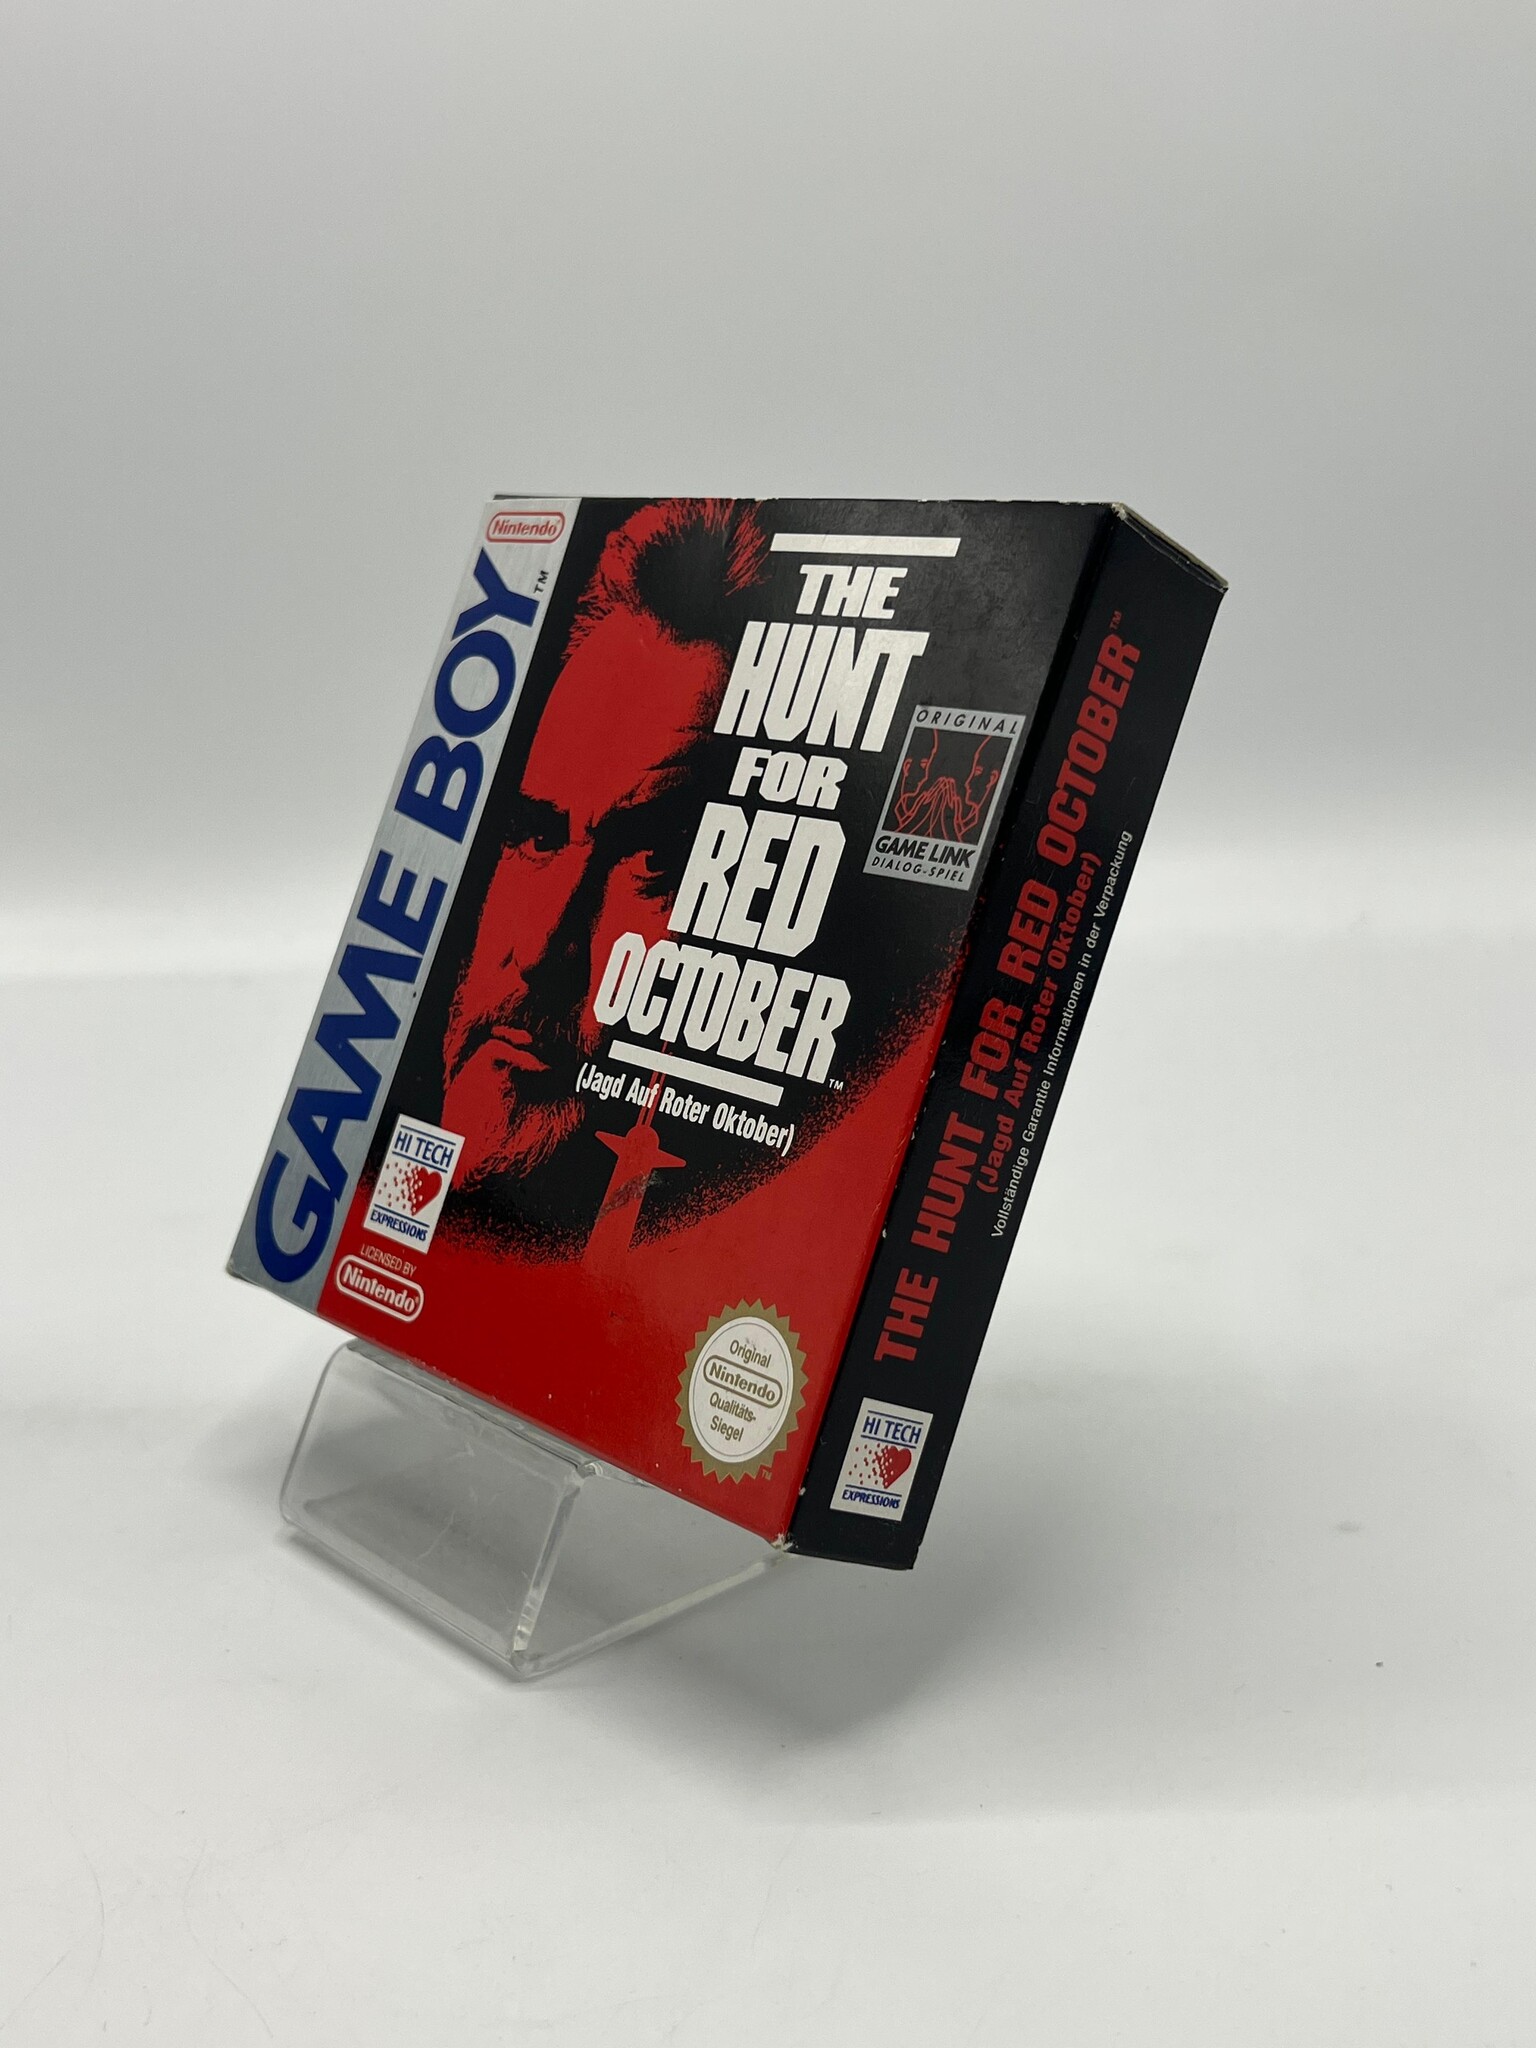 Nintendo®
GAME BOY™
THE
HUNT
FOR
RED
OCTOBER™
(Jagd Auf Roter Oktober)
ORIGINAL
GAME LINK
DIALOG-SPIEL
HI TECH
EXPRESSIONS
LICENSED BY
Nintendo®
Original
Nintendo
Qualitäts-
Siegel
™
THE HUNT FOR RED OCTOBER™
(Jagd Auf Roter Oktober)
Vollständige Garantie Informationen in der Verpackung
HI TECH
EXPRESSIONS